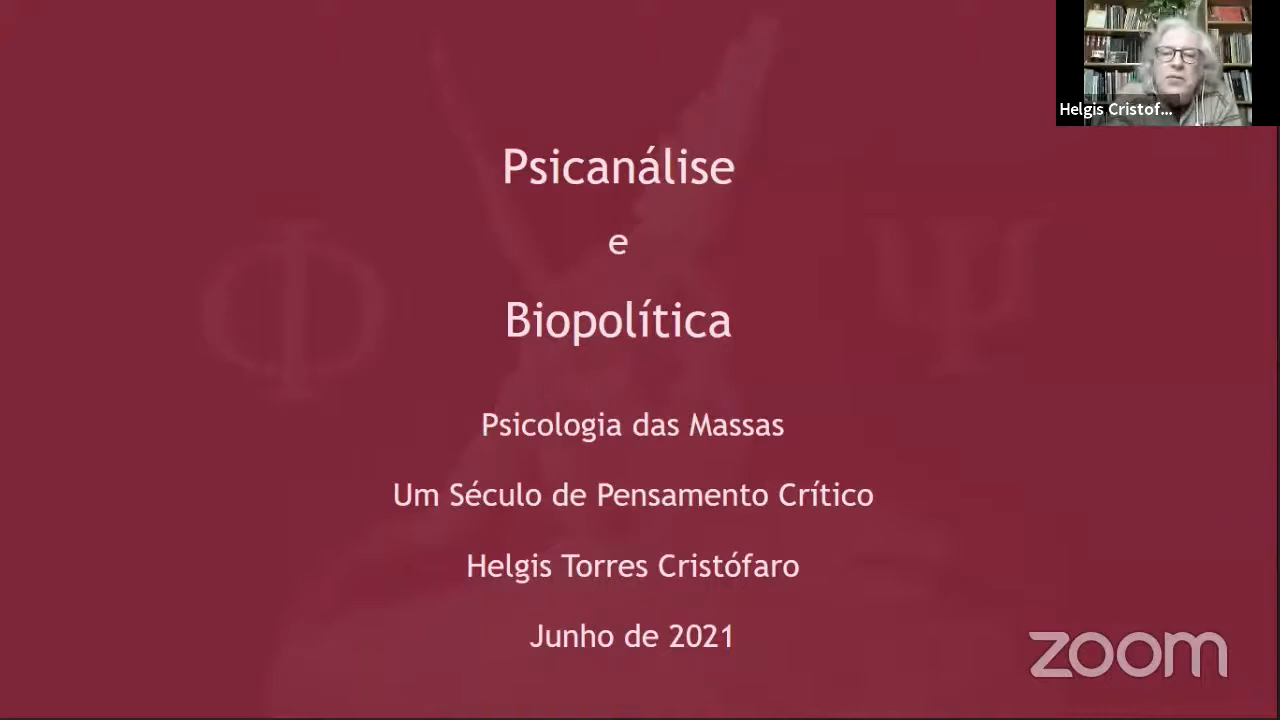 Helgis Cristof...
Psicanálise
e
Biopolítica
Φ
Ψ
Psicologia das Massas
Um Século de Pensamento Crítico
Helgis Torres Cristófaro
Junho de 2021
zoom